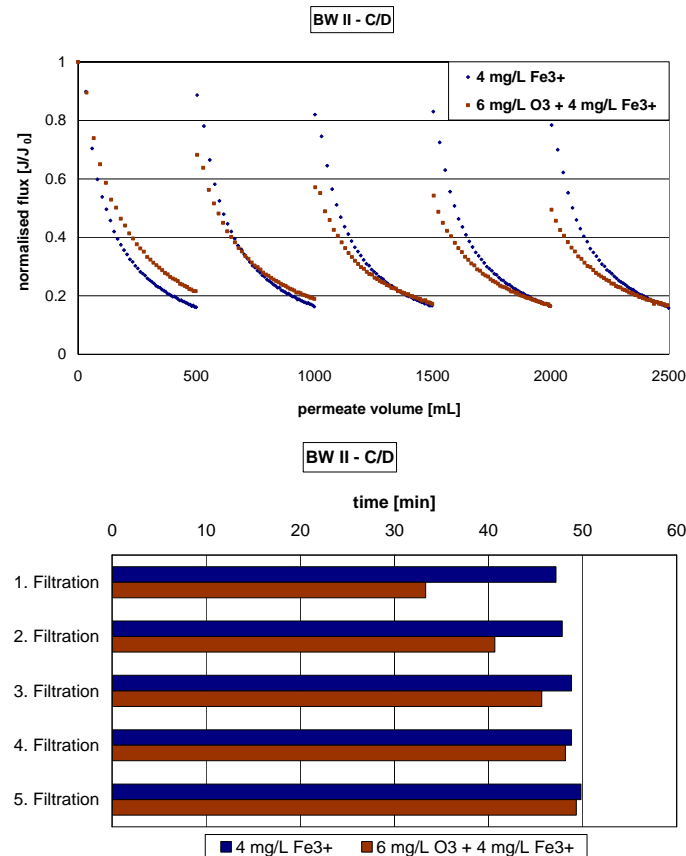 BW II - C/D
4 mg/L Fe3+
6 mg/L O3 + 4 mg/L Fe3+
normalised flux [J/J 0]
1
0.8
0.6
0.4
0.2
0
0 500 1000 1500 2000 2500
permeate volume [mL]
BW II - C/D
time [min]
0 10 20 30 40 50 60
1. Filtration
2. Filtration
3. Filtration
4. Filtration
5. Filtration
4 mg/L Fe3+ 6 mg/L O3 + 4 mg/L Fe3+